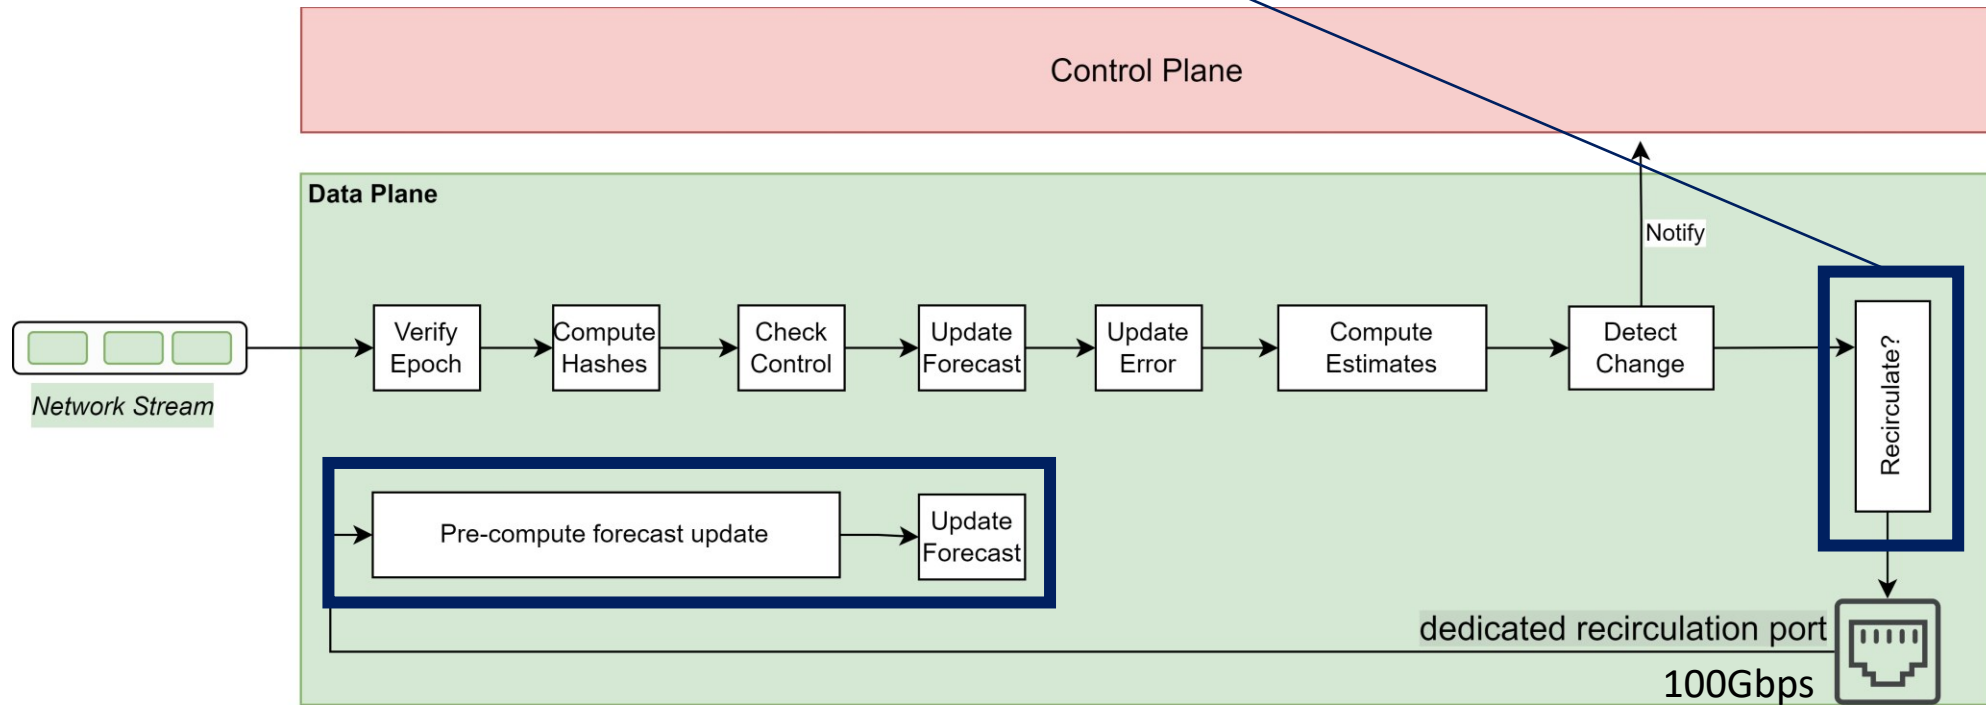 Control Plane
Data Plane
Notify
Network Stream
Verify
Epoch
Compute
Hashes
Check
Control
Update
Forecast
Update
Error
Compute
Estimates
Detect
Change
Recirculate?
Pre-compute forecast update
Update
Forecast
dedicated recirculation port
100Gbps